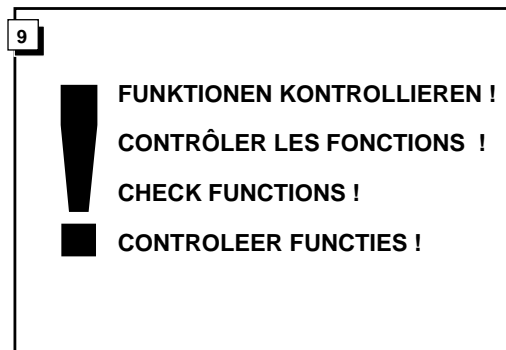 9
FUNKTIONEN KONTROLLIEREN !
CONTRÔLER LES FONCTIONS !
CHECK FUNCTIONS !
CONTROLEER FUNCTIES !